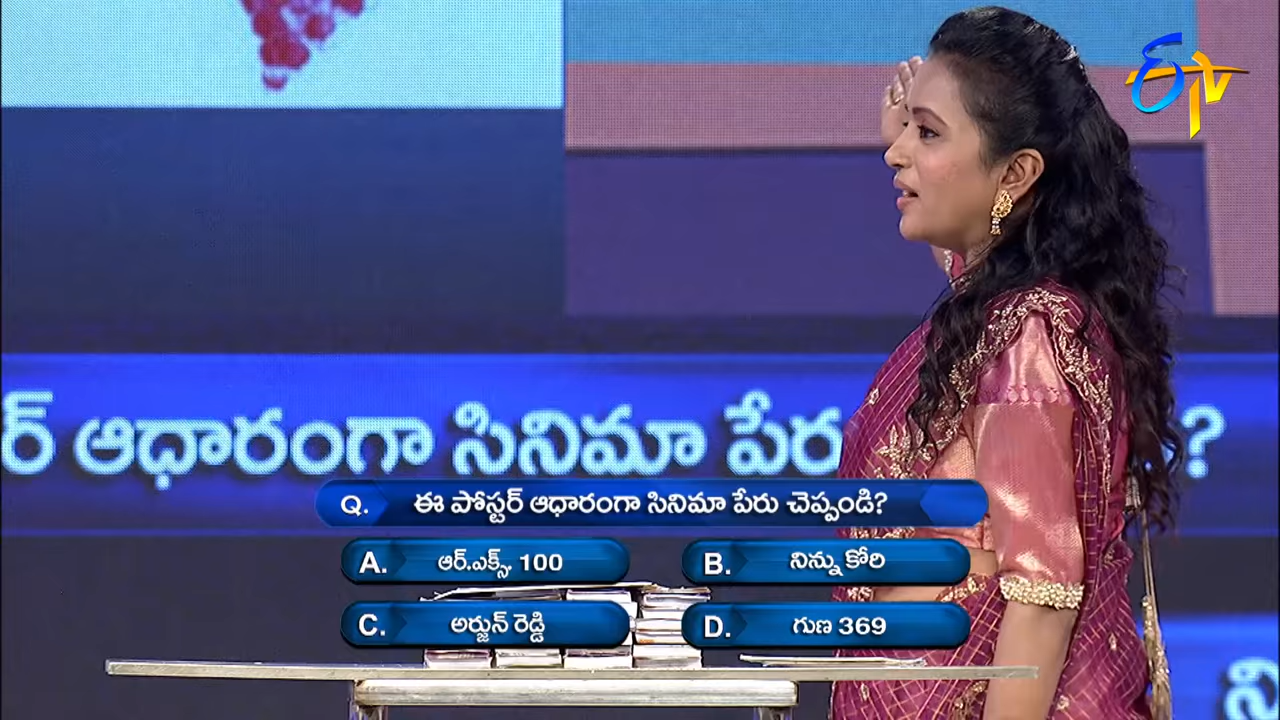 ETV
ర్ ఆధారంగా సినిమా పేరు ?
Q. ఈ పోస్టర్ ఆధారంగా సినిమా పేరు చెప్పండి?
A. ఆర్.ఎక్స్. 100
B. నిన్ను కోరి
C. అర్జున్ రెడ్డి
D. గుణ 369
ని